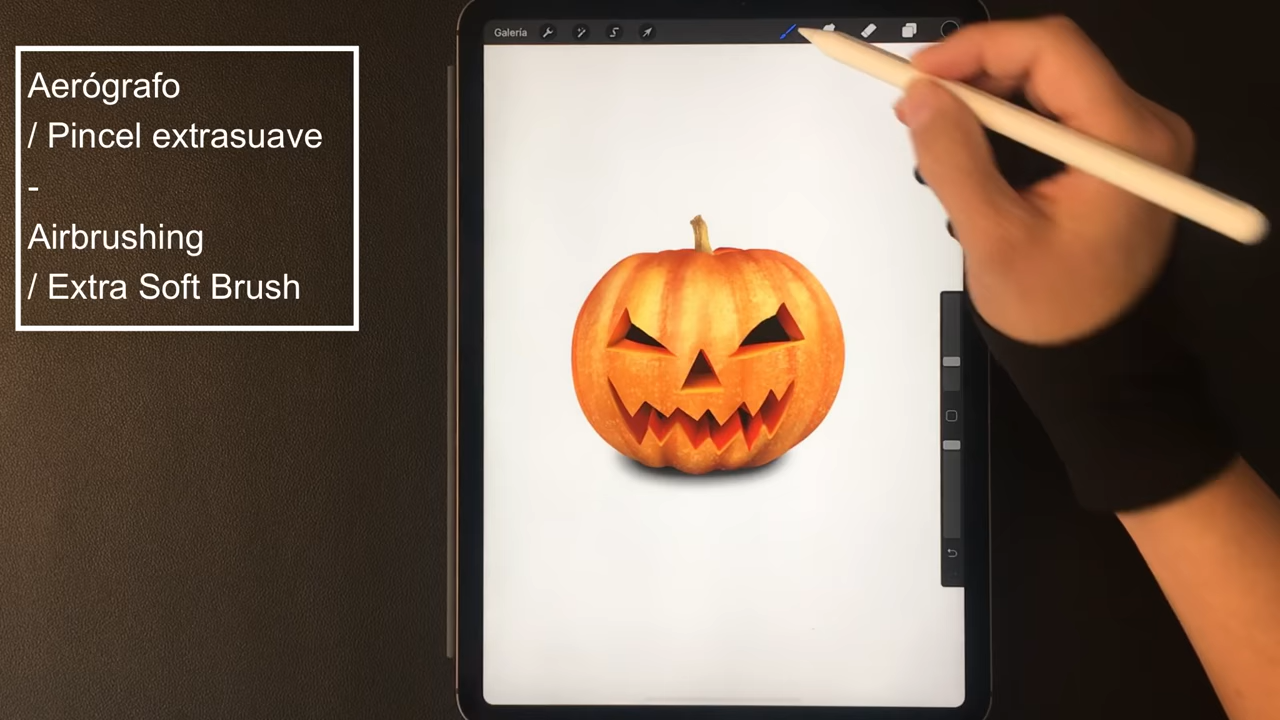 Aerógrafo
/ Pincel extrasuave
-
Airbrushing
/ Extra Soft Brush
Galería